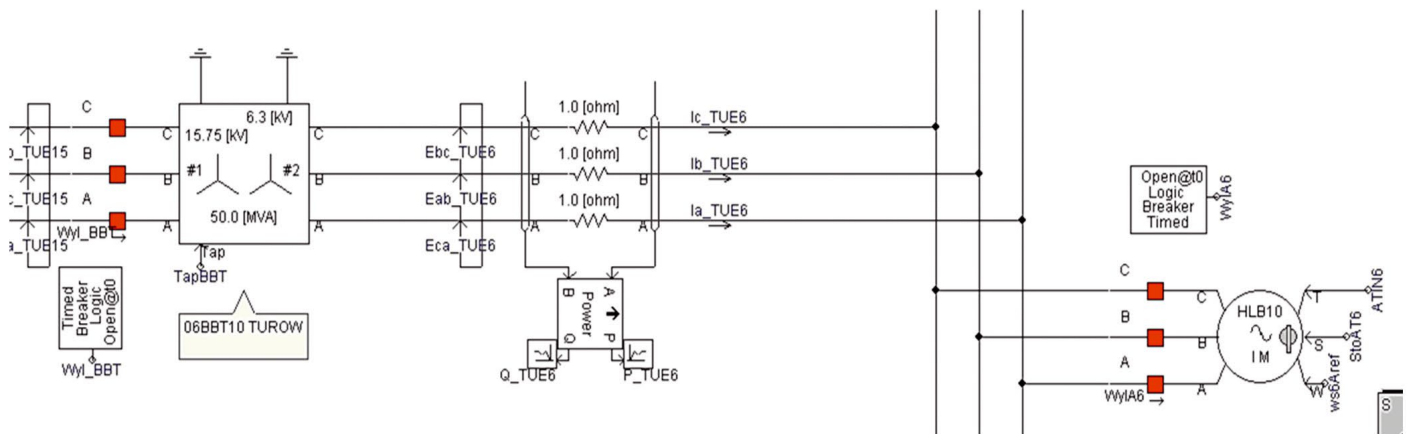 C
6.3 [kV]
1.0 [ohm]
Ic_TUE6
C
15.75 [kV]
C
C
C
B
_TUE15
Ebc_TUE6
1.0 [ohm]
Ib_TUE6
Open@t0
Logic
Breaker
Timed
WylA6
#1
#2
B
B
B
B
A
c_TUE15
Eab_TUE6
1.0 [ohm]
Ia_TUE6
50.0 [MVA]
A
A
A
A
Wyl_BBT
a_TUE15
Eca_TUE6
Tap
TapBBT
Timed
Breaker
Logic
Open@t0
Wyl_BBT
06BBT10 TUROW
B
A
Power
Q
P
Q_TUE6
P_TUE6
C
C
HLB10
T
ATIN6
B
B
I M
S
StoAT6
A
A
W
ws6Aref
WylA6
S